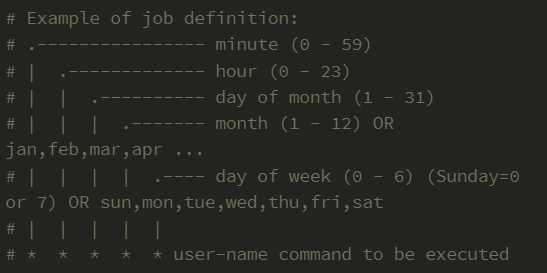 # Example of job definition:
# .---------------- minute (0 - 59)
# |  .------------- hour (0 - 23)
# |  |  .---------- day of month (1 - 31)
# |  |  |  .------- month (1 - 12) OR
jan,feb,mar,apr ...
# |  |  |  |  .---- day of week (0 - 6) (Sunday=0
or 7) OR sun,mon,tue,wed,thu,fri,sat
# |  |  |  |  |
# *  *  *  *  * user-name command to be executed